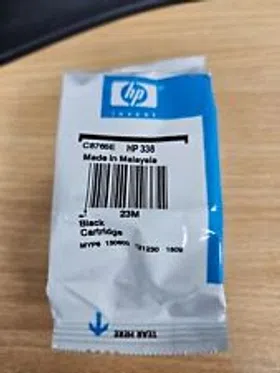 hp
invent
C8765E HP 338
Made in Malaysia
23M
Black
Cartridge
TEAR HERE